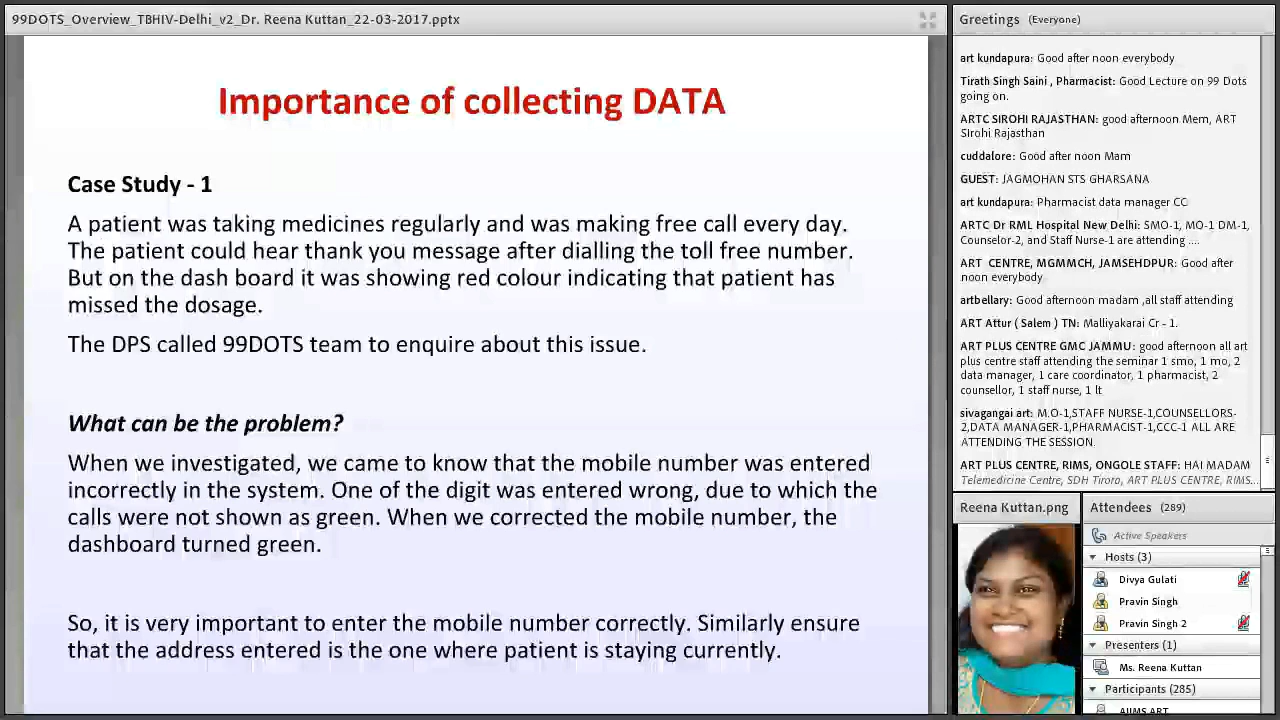 99DOTS_Overview_TBHIV-Delhi_v2_Dr. Reena Kuttan_22-03-2017.pptx
Importance of collecting DATA
Case Study - 1
A patient was taking medicines regularly and was making free call every day.
The patient could hear thank you message after dialling the toll free number.
But on the dash board it was showing red colour indicating that patient has
missed the dosage.
The DPS called 99DOTS team to enquire about this issue.
What can be the problem?
When we investigated, we came to know that the mobile number was entered
incorrectly in the system. One of the digit was entered wrong, due to which the
calls were not shown as green. When we corrected the mobile number, the
dashboard turned green.
So, it is very important to enter the mobile number correctly. Similarly ensure
that the address entered is the one where patient is staying currently.
Greetings (Everyone)
art kundapura: Good after noon everybody
Tirath Singh Saini , Pharmacist: Good Lecture on 99 Dots
going on.
ARTC SIROHI RAJASTHAN: good afternoon Mem, ART
SIrohi Rajasthan
cuddalore: Good after noon Mam
GUEST: JAGMOHAN STS GHARSANA
art kundapura: Pharmacist data manager CC
ARTC Dr RML Hospital New Delhi: SMO-1, MO-1 DM-1,
Counselor-2, and Staff Nurse-1 are attending ....
ART CENTRE, MGMMCH, JAMSEHDPUR: Good after
noon everybody
artbellary: Good afternoon madam ,all staff attending
ART Attur ( Salem ) TN: Malliyakarai Cr - 1.
ART PLUS CENTRE GMC JAMMU: good afternoon all art
plus centre staff attending the seminar 1 smo, 1 mo, 2
data manager, 1 care coordinator, 1 pharmacist, 2
counsellor, 1 staff nurse, 1 lt
sivagangai art: M.O-1,STAFF NURSE-1,COUNSELLORS-
2,DATA MANAGER-1,PHARMACIST-1,CCC-1 ALL ARE
ATTENDING THE SESSION.
ART PLUS CENTRE, RIMS, ONGOLE STAFF: HAI MADAM
Telemedicine Centre, SDH Tirora, ART PLUS CENTRE, RIMS...
Reena Kuttan.png
Attendees (289)
Active Speakers
Hosts (3)
Divya Gulati
Pravin Singh
Pravin Singh 2
Presenters (1)
Ms. Reena Kuttan
Participants (285)
AIIMS ART